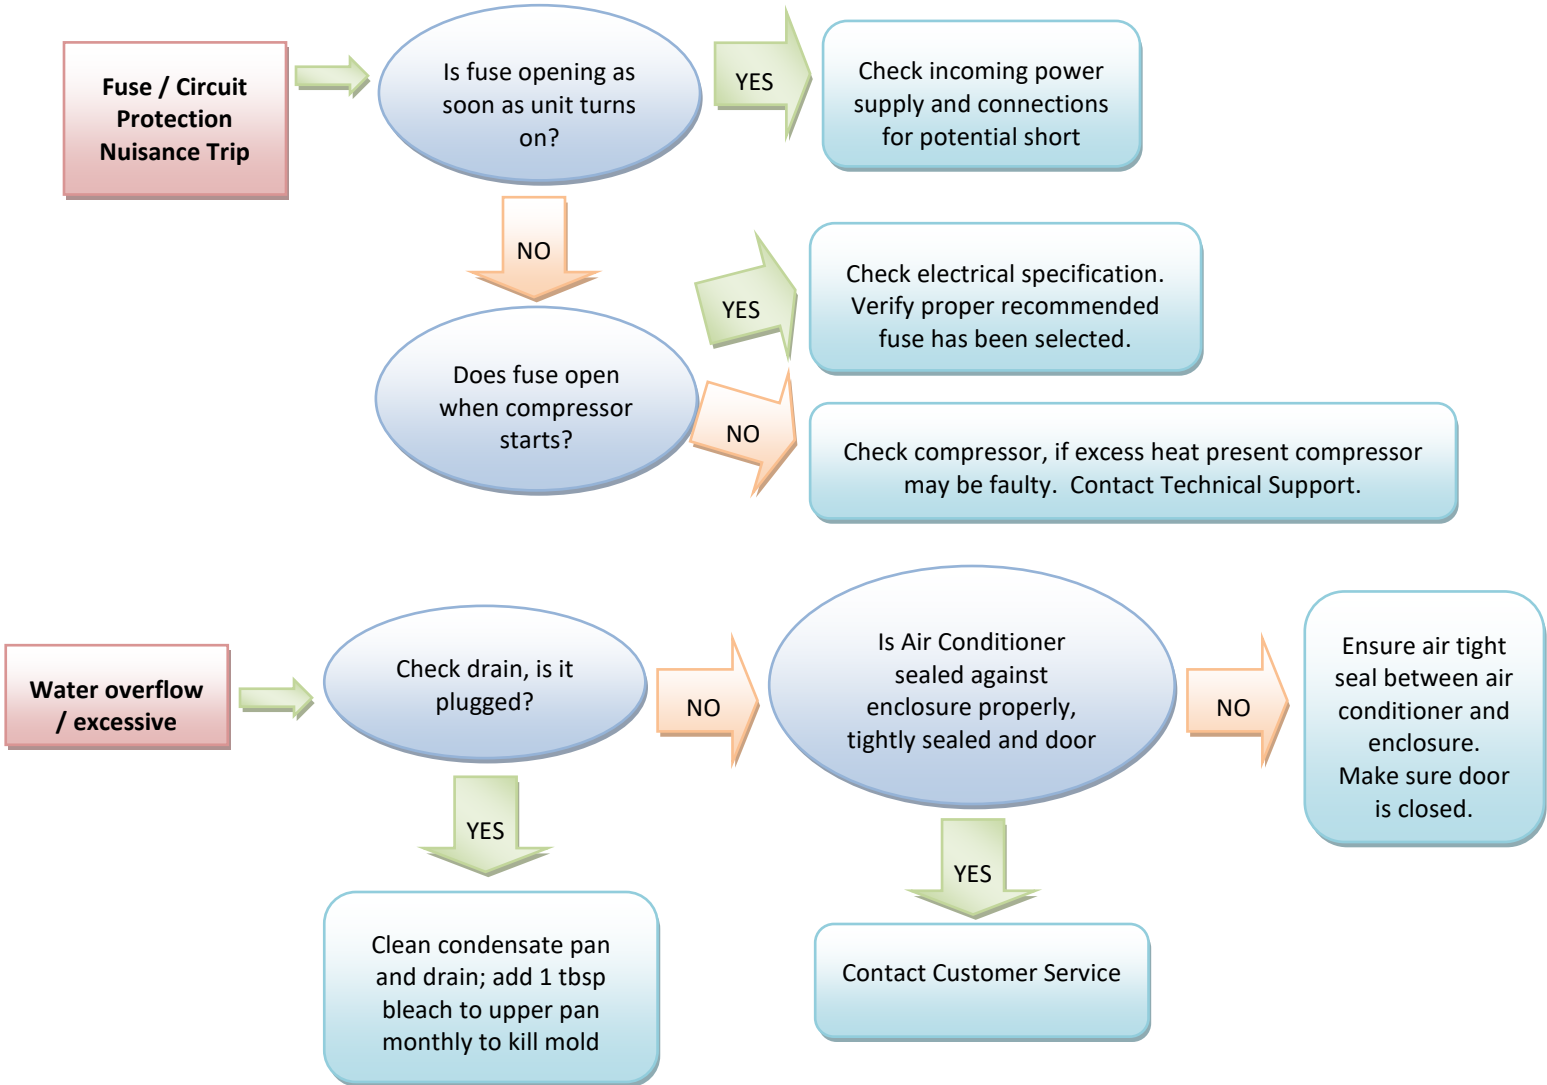 Fuse / Circuit
Protection
Nuisance Trip
Is fuse opening as
soon as unit turns
on?
YES
Check incoming power
supply and connections
for potential short
NO
Does fuse open
when compressor
starts?
YES
Check electrical specification.
Verify proper recommended
fuse has been selected.
NO
Check compressor, if excess heat present compressor
may be faulty.  Contact Technical Support.
Water overflow
/ excessive
Check drain, is it
plugged?
NO
Is Air Conditioner
sealed against
enclosure properly,
tightly sealed and door
NO
Ensure air tight
seal between air
conditioner and
enclosure.
Make sure door
is closed.
YES
Clean condensate pan
and drain; add 1 tbsp
bleach to upper pan
monthly to kill mold
YES
Contact Customer Service